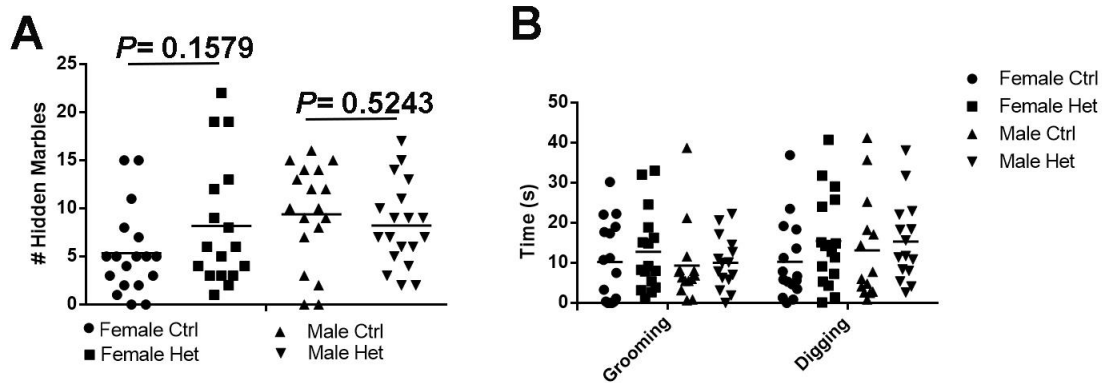 A
P= 0.1579
P= 0.5243
# Hidden Marbles
25
20
15
10
5
0
Female Ctrl
Female Het
Male Ctrl
Male Het
B
Time (s)
50
40
30
20
10
0
Grooming
Digging
Female Ctrl
Female Het
Male Ctrl
Male Het